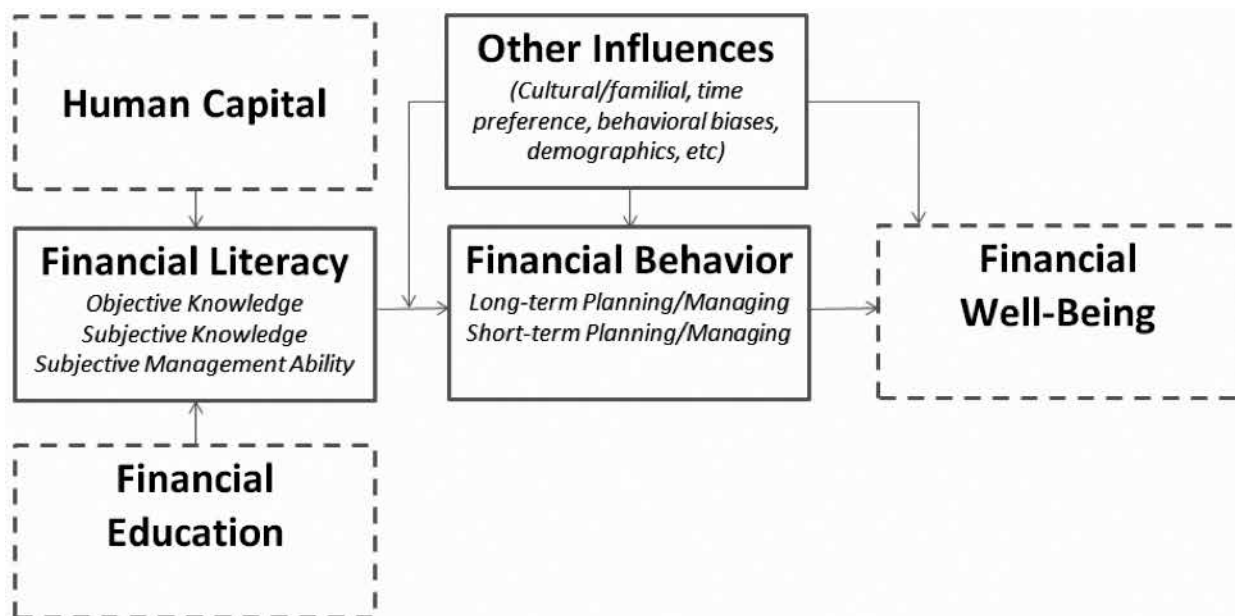 Human Capital
Other Influences
(Cultural/familial, time
preference, behavioral biases,
demographics, etc)
Financial Literacy
Objective Knowledge
Subjective Knowledge
Subjective Management Ability
Financial Behavior
Long-term Planning/Managing
Short-term Planning/Managing
Financial
Well-Being
Financial
Education